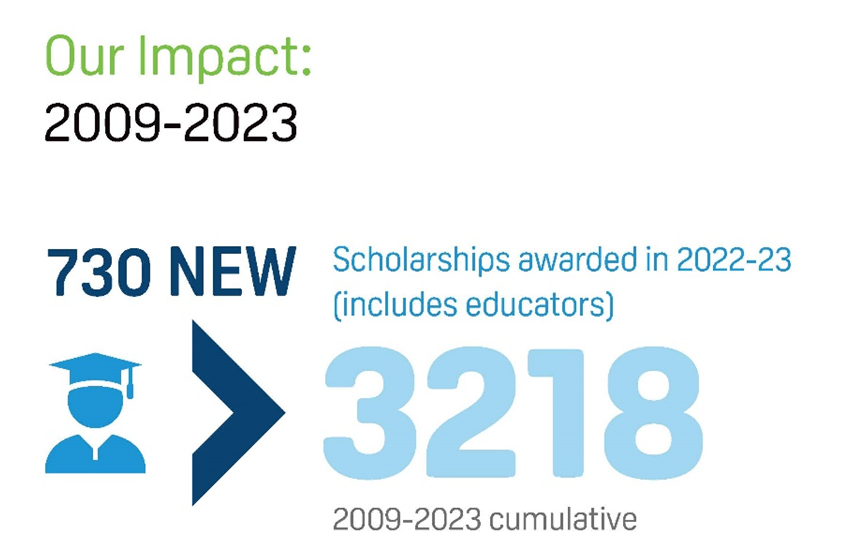 Our Impact:
2009-2023
730 NEW
Scholarships awarded in 2022-23
(includes educators)
3218
2009-2023 cumulative